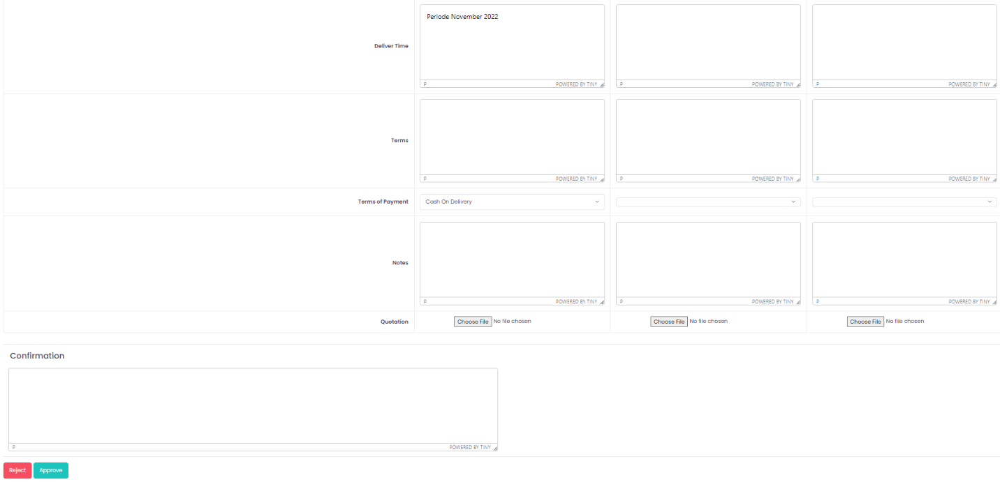 Periode November 2022
Deliver Time
P POWERED BY TINY P POWERED BY TINY P POWERED BY TINY
Terms
P POWERED BY TINY P POWERED BY TINY P POWERED BY TINY
Terms of Payment Cash On Delivery
Notes
P POWERED BY TINY P POWERED BY TINY P POWERED BY TINY
Quotation Choose File No file chosen Choose File No file chosen Choose File No file chosen
Confirmation
P POWERED BY TINY
Reject Approve